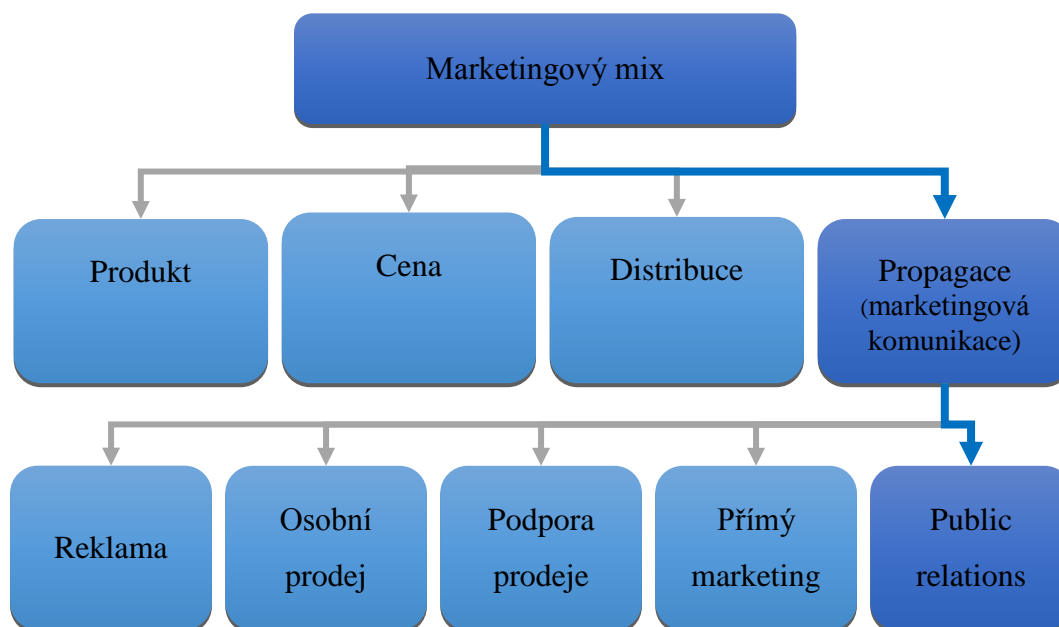 Marketingový mix
Produkt
Cena
Distribuce
Propagace
(marketingová
komunikace)
Reklama
Osobní
prodej
Podpora
prodeje
Přímý
marketing
Public
relations